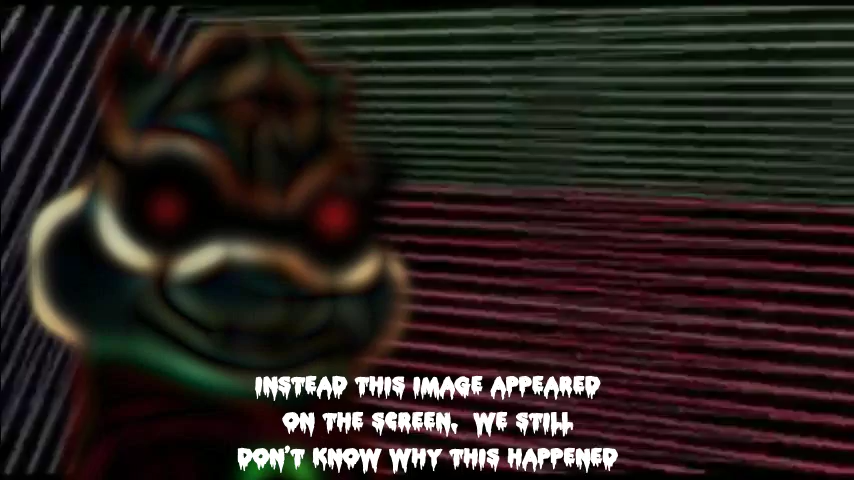 INSTEAD THIS IMAGE APPEARED
ON THE SCREEN. WE STILL
DON'T KNOW WHY THIS HAPPENED